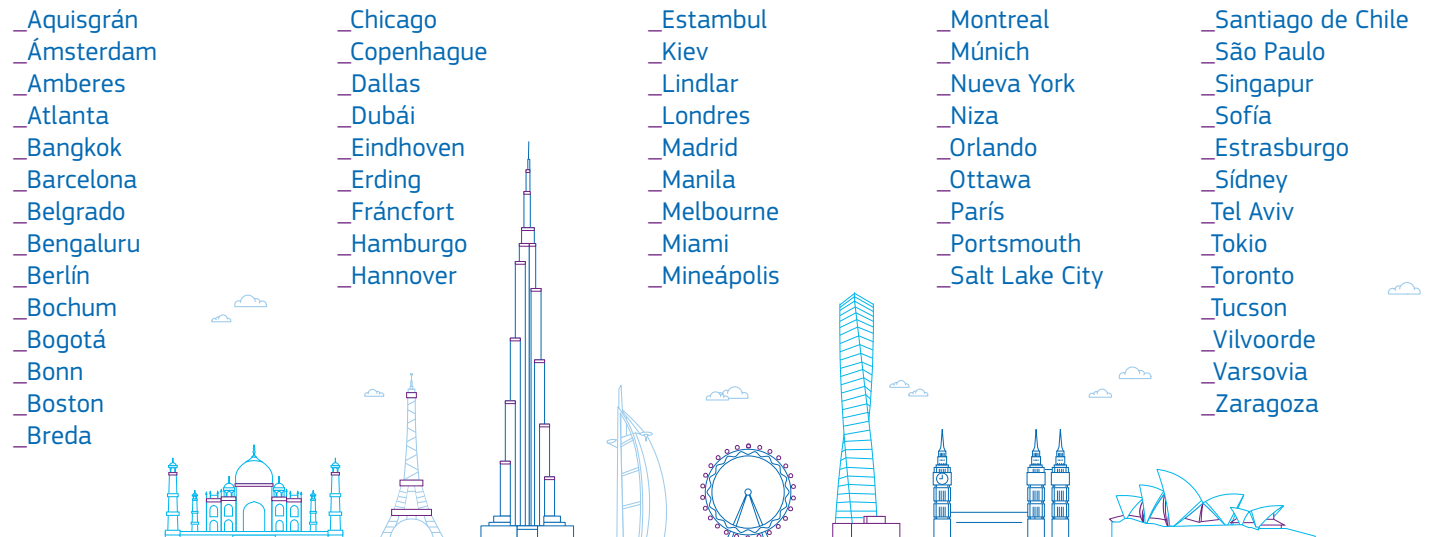 _Aquisgrán
_Ámsterdam
_Amberes
_Atlanta
_Bangkok
_Barcelona
_Belgrado
_Bengaluru
_Berlín
_Bochum
_Bogotá
_Bonn
_Boston
_Breda
_Chicago
_Copenhague
_Dallas
_Dubái
_Eindhoven
_Erding
_Fráncfort
_Hamburgo
_Hannover
_Estambul
_Kiev
_Lindlar
_Londres
_Madrid
_Manila
_Melbourne
_Miami
_Mineápolis
_Montreal
_Múnich
_Nueva York
_Niza
_Orlando
_Ottawa
_París
_Portsmouth
_Salt Lake City
_Santiago de Chile
_São Paulo
_Singapur
_Sofía
_Estrasburgo
_Sídney
_Tel Aviv
_Tokio
_Toronto
_Tucson
_Vilvoorde
_Varsovia
_Zaragoza